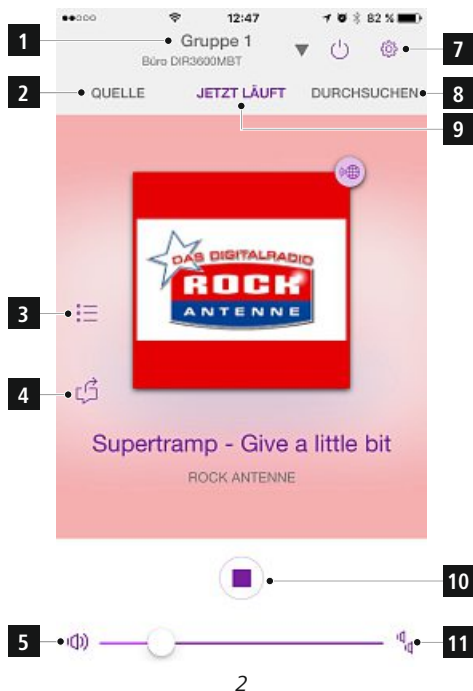 12:47
82 %
1
Gruppe 1
Büro DIR3600MBT
7
2
QUELLE
JETZT LÄUFT
DURCHSUCHEN
8
9
DAS DIGITALRADIO
ROCK
ANTENNE
3
4
Supertramp - Give a little bit
ROCK ANTENNE
10
5
11
2